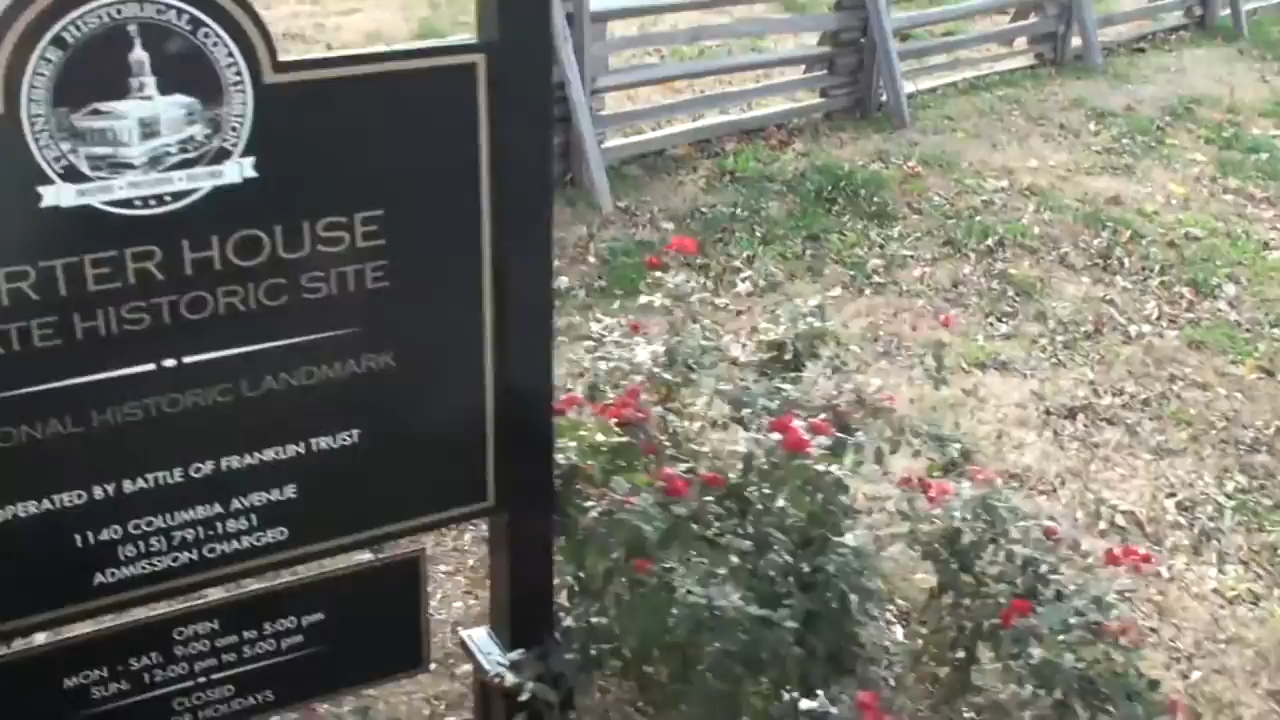 TENNESSEE HISTORICAL COMMISSION
RTER HOUSE
ATE HISTORIC SITE
ONAL HISTORIC LANDMARK
OPERATED BY BATTLE OF FRANKLIN TRUST
1140 COLUMBIA AVENUE
(615) 791-1861
ADMISSION CHARGED
OPEN
MON - SAT: 9:00 am to 5:00 pm
SUN: 12:00 pm to 5:00 pm
CLOSED
HOLIDAYS